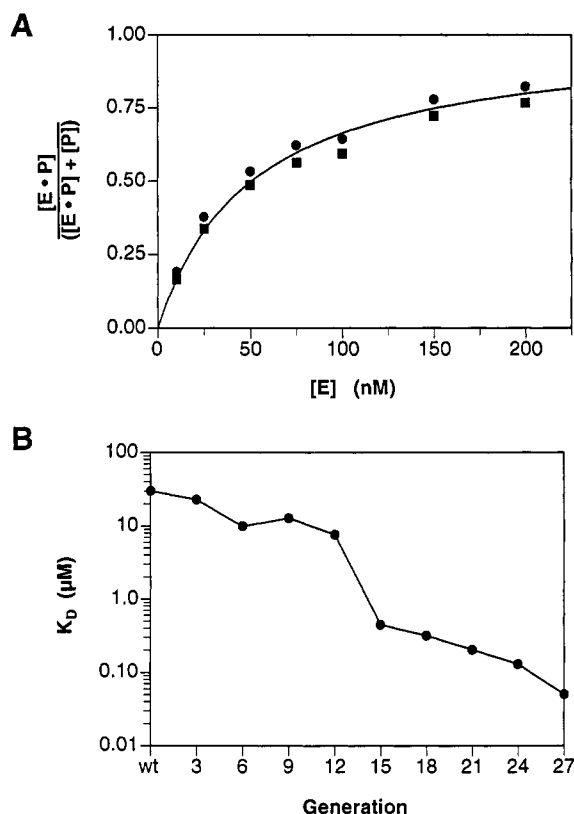 A
1.00
0.75
0.50
0.25
0.00
[E • P]
([E • P] + [P])
0 50 100 150 200
[E] (nM)
B
100
10
1.0
0.10
0.01
K_D (µM)
wt 3 6 9 12 15 18 21 24 27
Generation